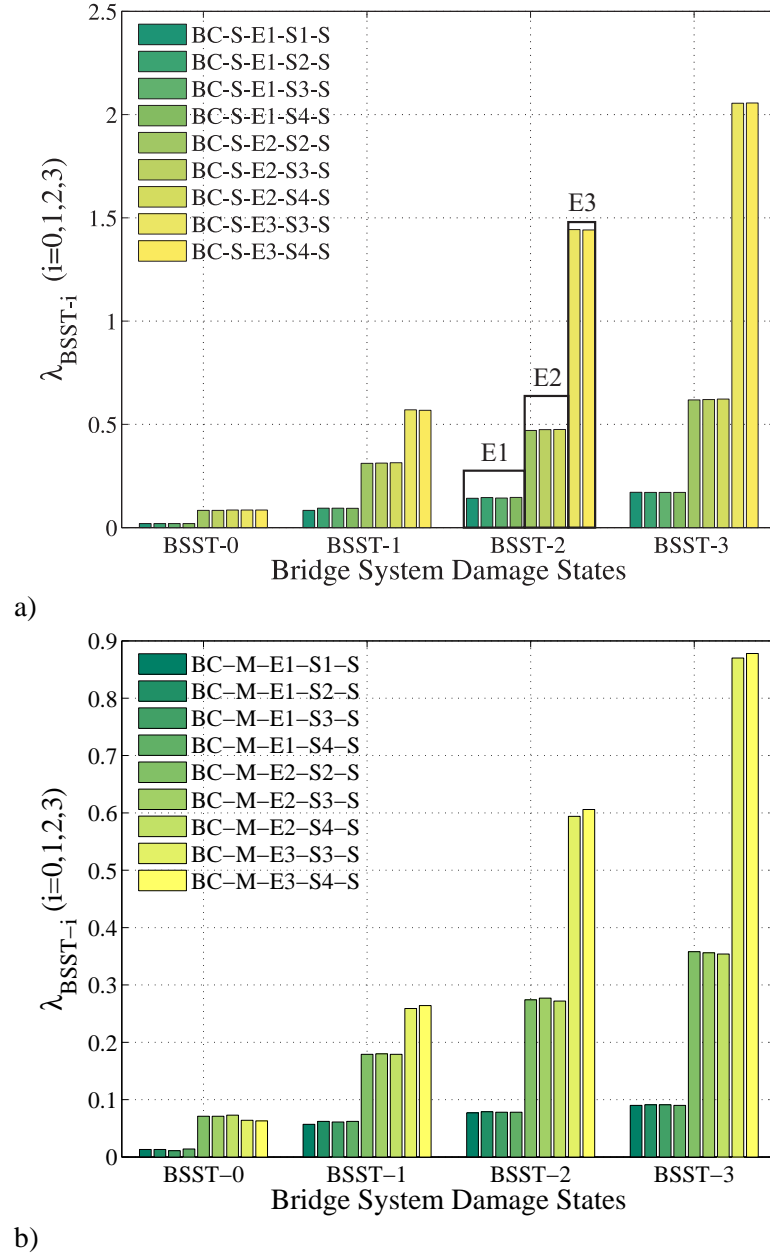 2.5
2
1.5
1
0.5
0
λBSST-i (i=0,1,2,3)
BC-S-E1-S1-S
BC-S-E1-S2-S
BC-S-E1-S3-S
BC-S-E1-S4-S
BC-S-E2-S2-S
BC-S-E2-S3-S
BC-S-E2-S4-S
BC-S-E3-S3-S
BC-S-E3-S4-S
E1
E2
E3
BSST-0 BSST-1 BSST-2 BSST-3
Bridge System Damage States
a)
0.9
0.8
0.7
0.6
0.5
0.4
0.3
0.2
0.1
0
λBSST–i (i=0,1,2,3)
BC–M–E1–S1–S
BC–M–E1–S2–S
BC–M–E1–S3–S
BC–M–E1–S4–S
BC–M–E2–S2–S
BC–M–E2–S3–S
BC–M–E2–S4–S
BC–M–E3–S3–S
BC–M–E3–S4–S
BSST–0 BSST–1 BSST–2 BSST–3
Bridge System Damage States
b)